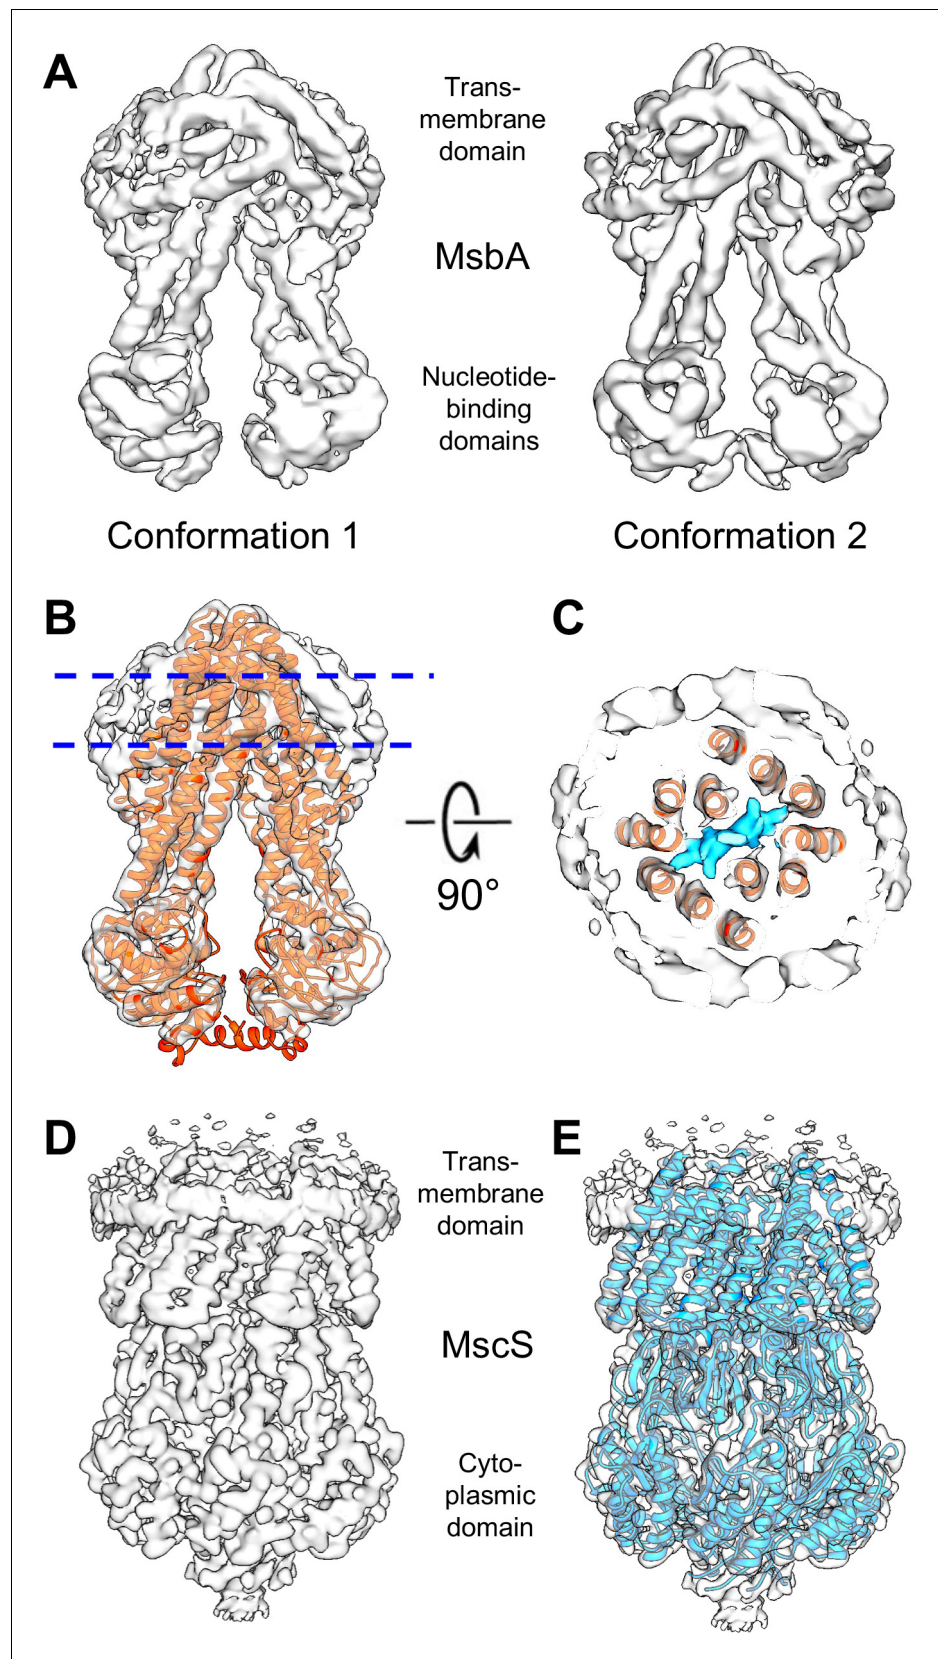 A
Trans-
membrane
domain
MsbA
Nucleotide-
binding
domains
Conformation 1
Conformation 2
B
C
90°
D
E
Trans-
membrane
domain
MscS
Cyto-
plasmic
domain